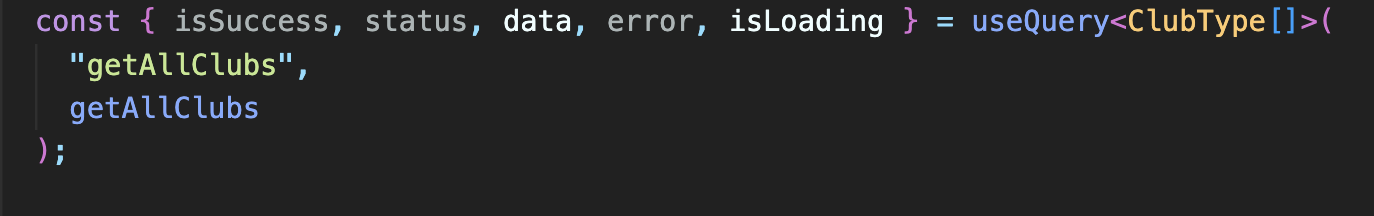 const { isSuccess, status, data, error, isLoading } = useQuery<ClubType[]>(
"getAllClubs",
getAllClubs
);